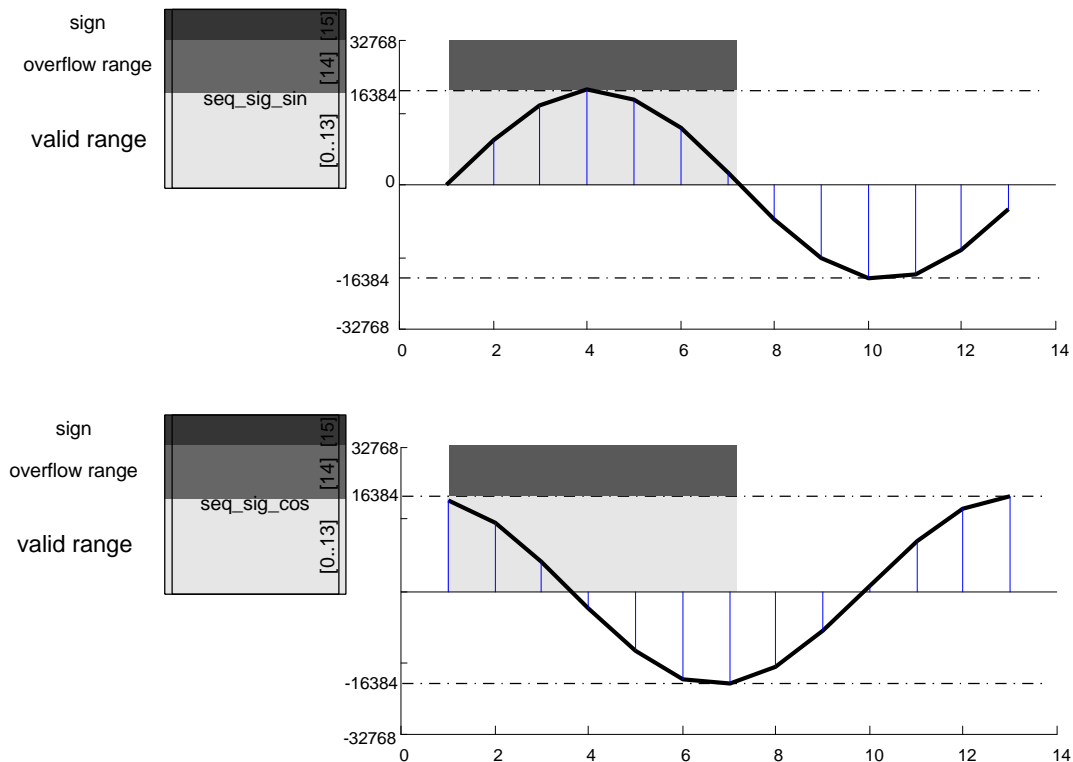 sign
overflow range
valid range
seq_sig_sin
[15]
[14]
[0..13]
32768
16384
0
-16384
-32768
0 2 4 6 8 10 12 14
sign
overflow range
valid range
seq_sig_cos
[15]
[14]
[0..13]
32768
16384
-16384
-32768
0 2 4 6 8 10 12 14